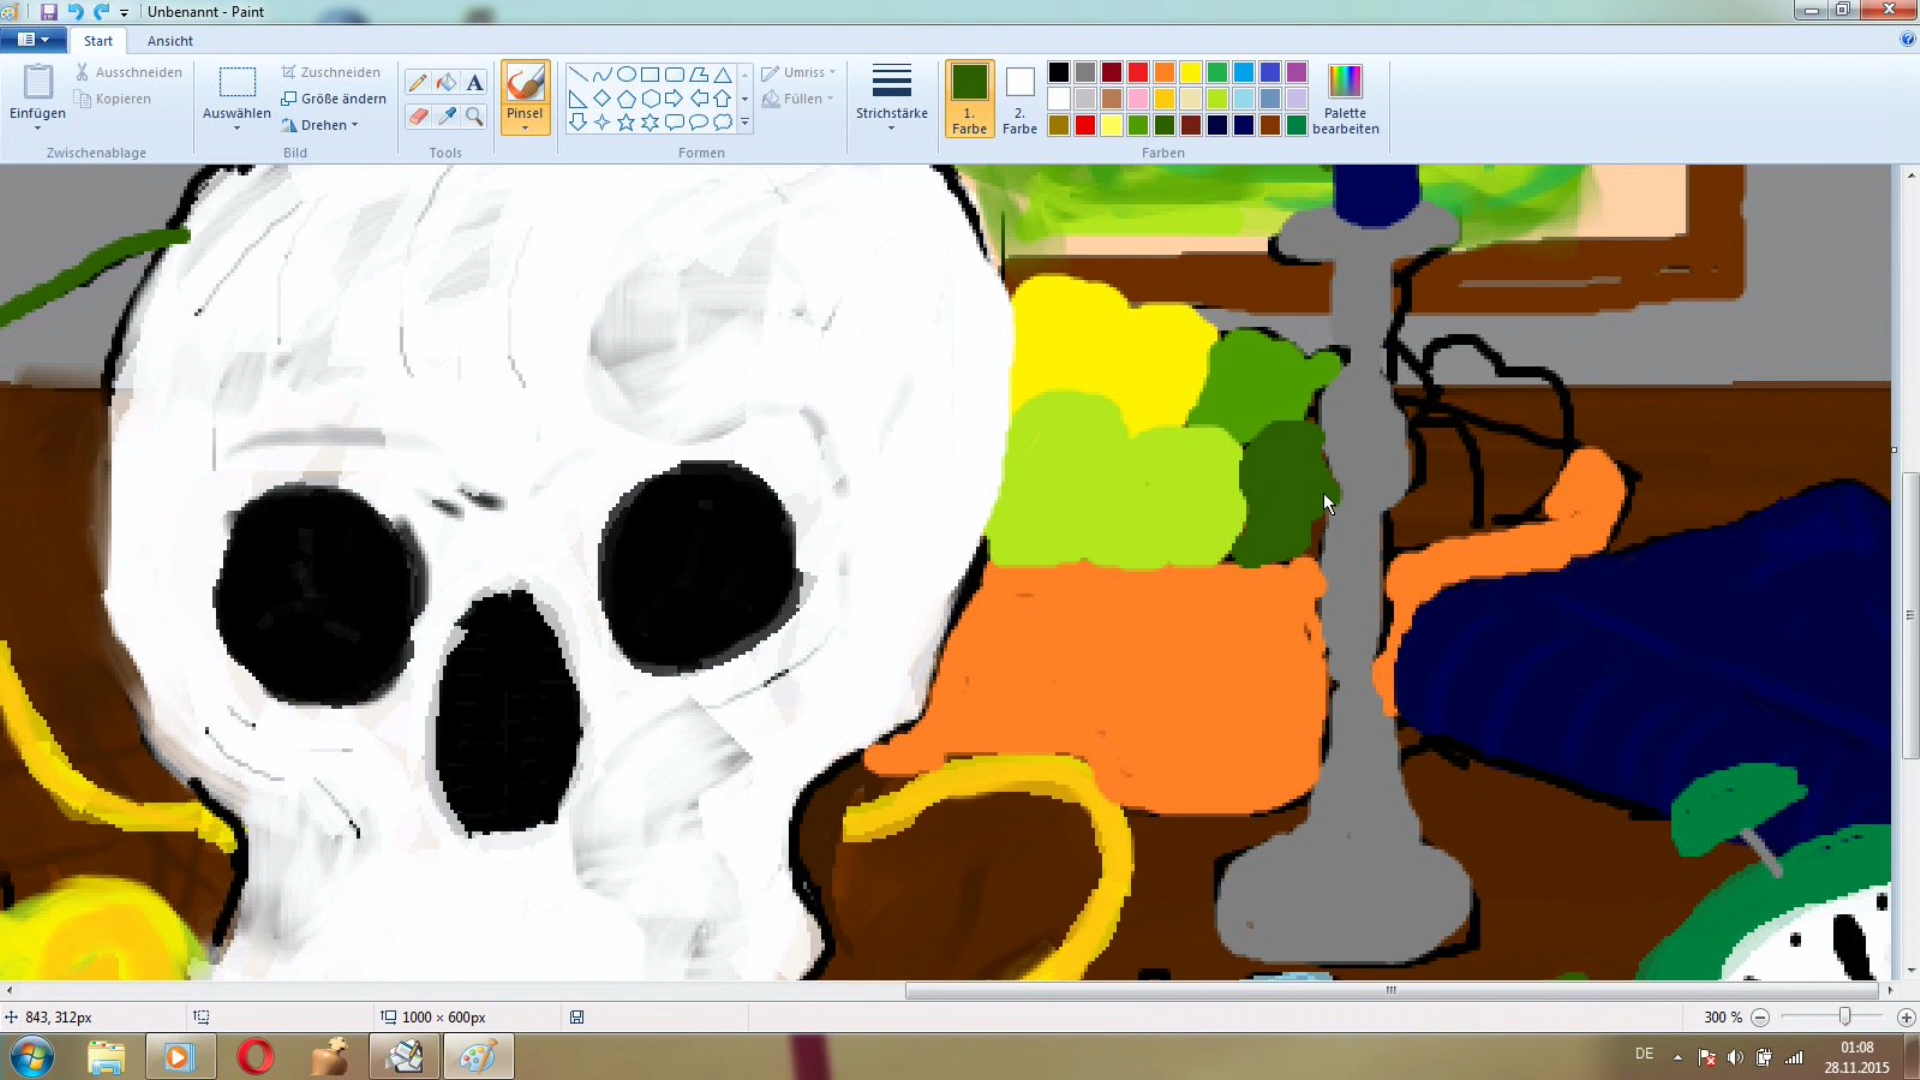 Unbenannt - Paint
Start
Ansicht
Einfügen
Ausschneiden
Kopieren
Zwischenablage
Auswählen
Zuschneiden
Größe ändern
Drehen
Bild
A
Tools
Pinsel
Umriss
Füllen
Formen
Strichstärke
1.
Farbe
2.
Farbe
Palette
bearbeiten
Farben
843, 312px
1000 × 600px
300 %
DE
01:08
28.11.2015